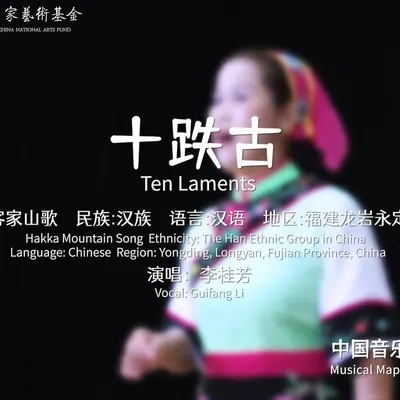 家藝術基金
CHINA NATIONAL ARTS FUND
十跌古
Ten Laments
客家山歌 民族:汉族 语言:汉语 地区:福建龙岩永定
Hakka Mountain Song Ethnicity: The Han Ethnic Group in China
Language: Chinese Region: Yongding, Longyan, Fujian Province, China
演唱: 李桂芳
Vocal: Guifang Li
中国音乐
Musical Map